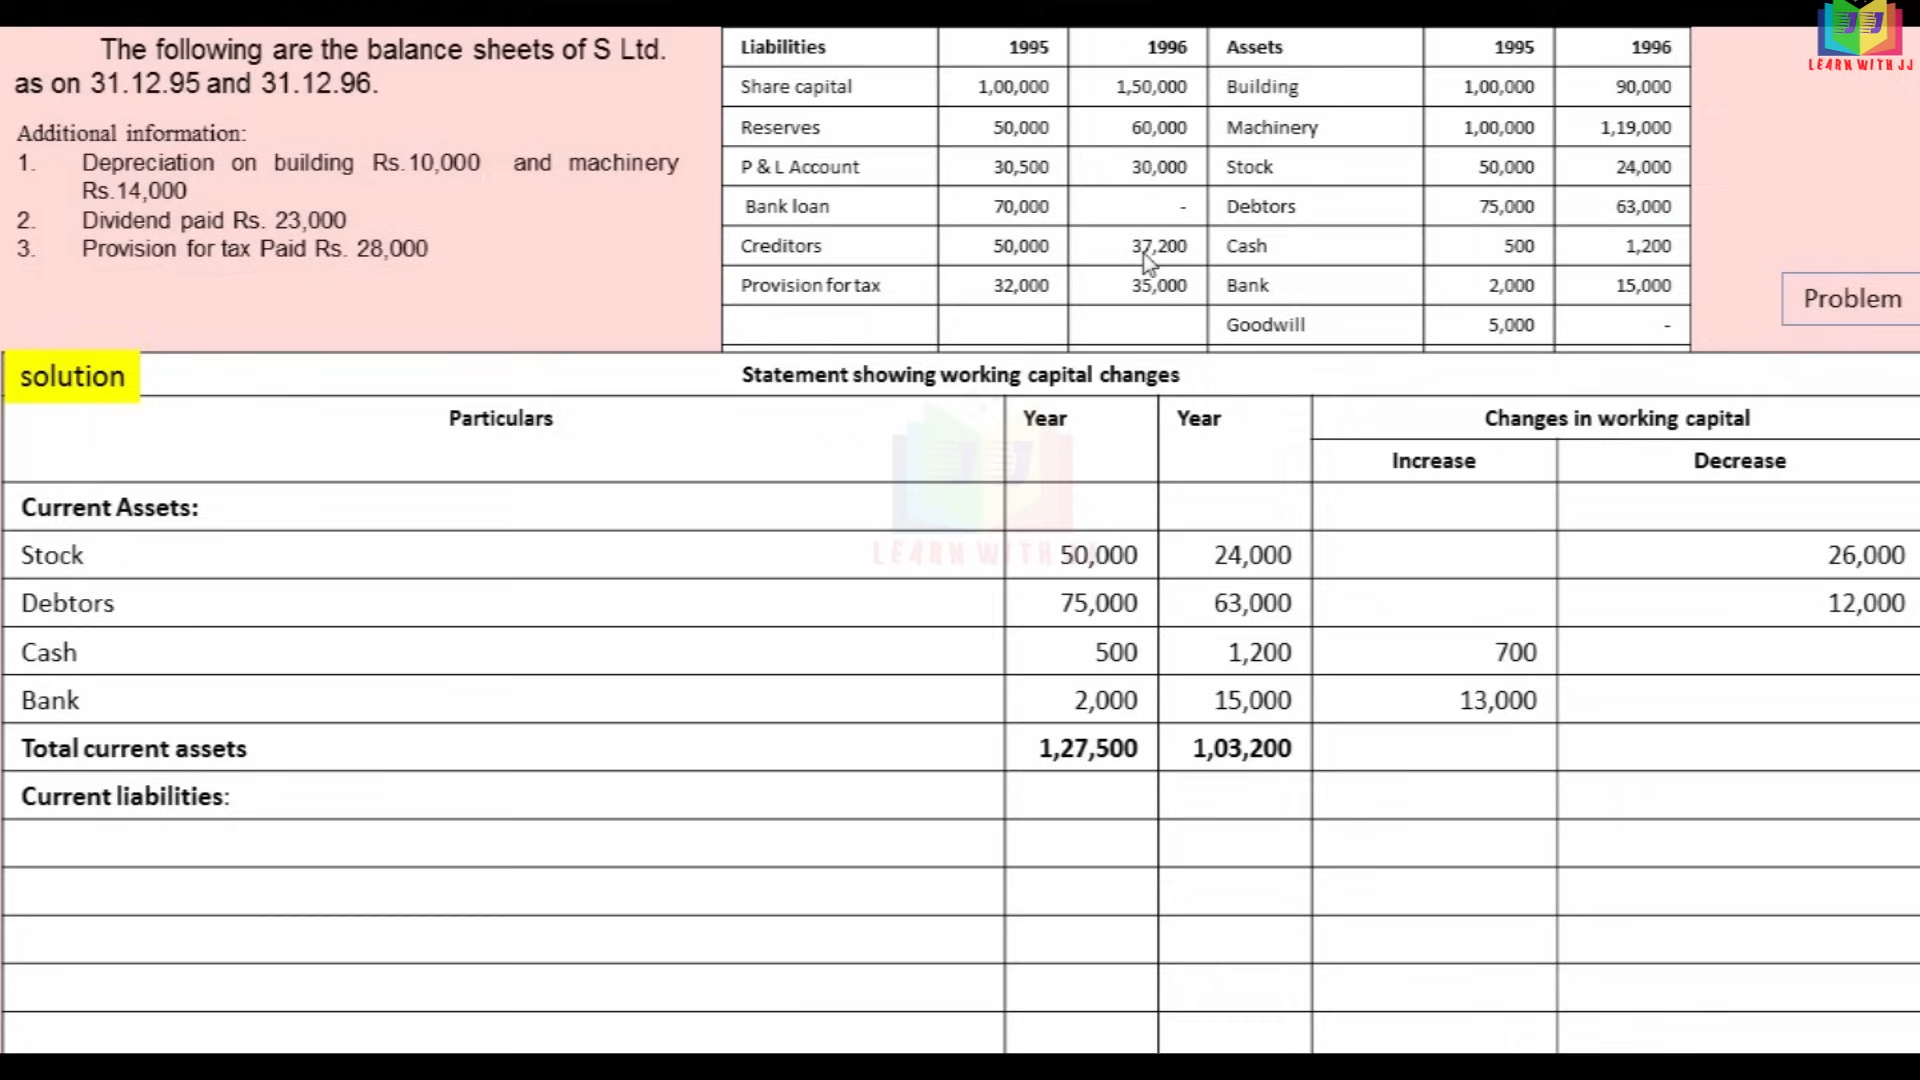 The following are the balance sheets of S Ltd.
as on 31.12.95 and 31.12.96.
Additional information:
1. Depreciation on building Rs.10,000 and machinery
Rs.14,000
2. Dividend paid Rs. 23,000
3. Provision for tax Paid Rs. 28,000
Liabilities 1995 1996 Assets 1995 1996
Share capital 1,00,000 1,50,000 Building 1,00,000 90,000
Reserves 50,000 60,000 Machinery 1,00,000 1,19,000
P & L Account 30,500 30,000 Stock 50,000 24,000
Bank loan 70,000 - Debtors 75,000 63,000
Creditors 50,000 37,200 Cash 500 1,200
Provision for tax 32,000 35,000 Bank 2,000 15,000
Goodwill 5,000 -
LEARN WITH JJ
Problem
solution
Statement showing working capital changes
Particulars Year Year Changes in working capital
Increase Decrease
Current Assets:
LEARN WITH
Stock 50,000 24,000 26,000
Debtors 75,000 63,000 12,000
Cash 500 1,200 700
Bank 2,000 15,000 13,000
Total current assets 1,27,500 1,03,200
Current liabilities: